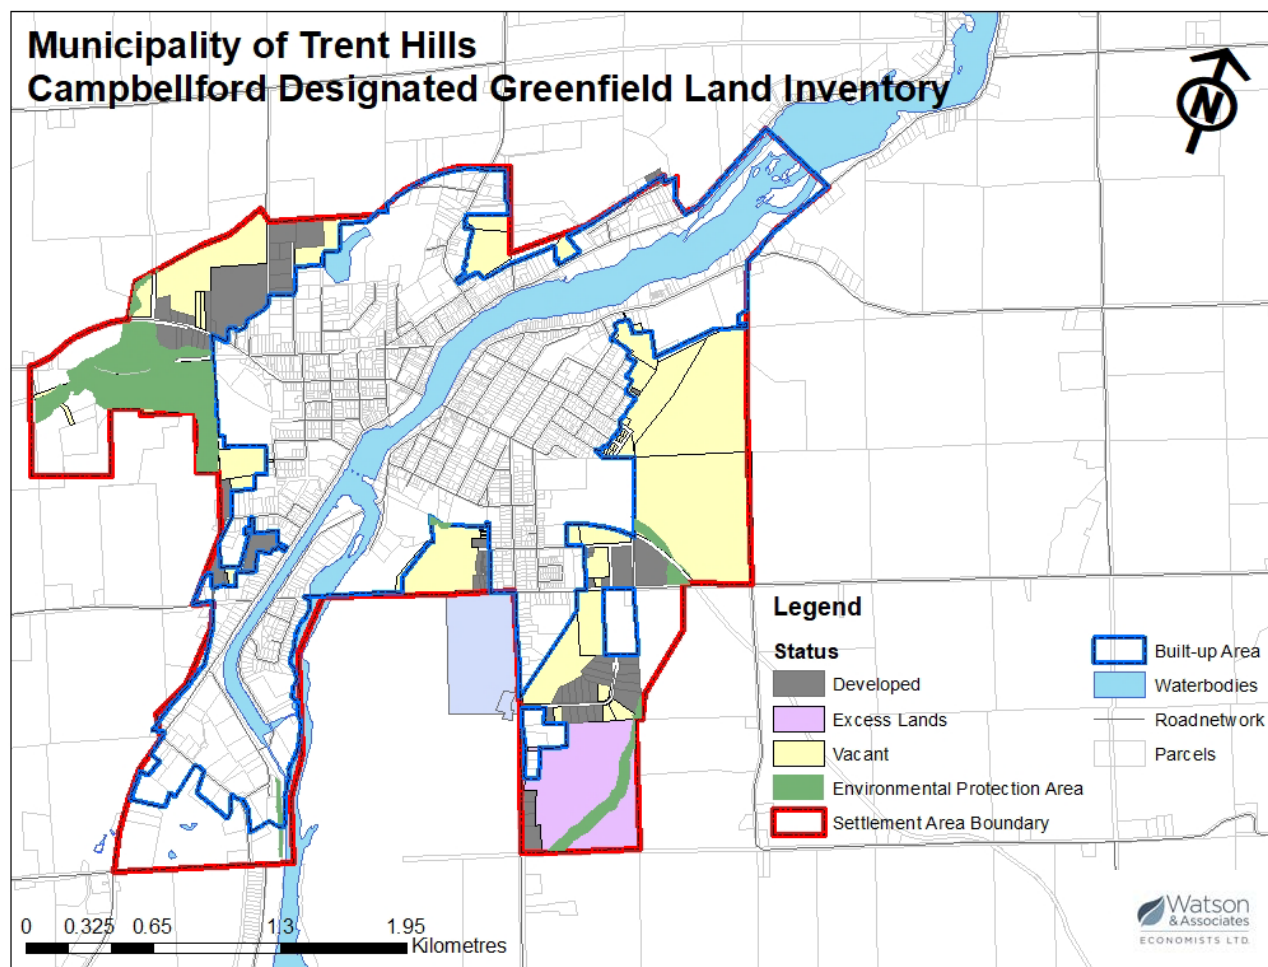 Municipality of Trent Hills
Campbellford Designated Greenfield Land Inventory
N
Legend
Status
Developed
Excess Lands
Vacant
Environmental Protection Area
Settlement Area Boundary
Built-up Area
Waterbodies
Roadnetwork
Parcels
0 0.325 0.65 1.3 1.95
Kilometres
Watson
& Associates
ECONOMISTS LTD.